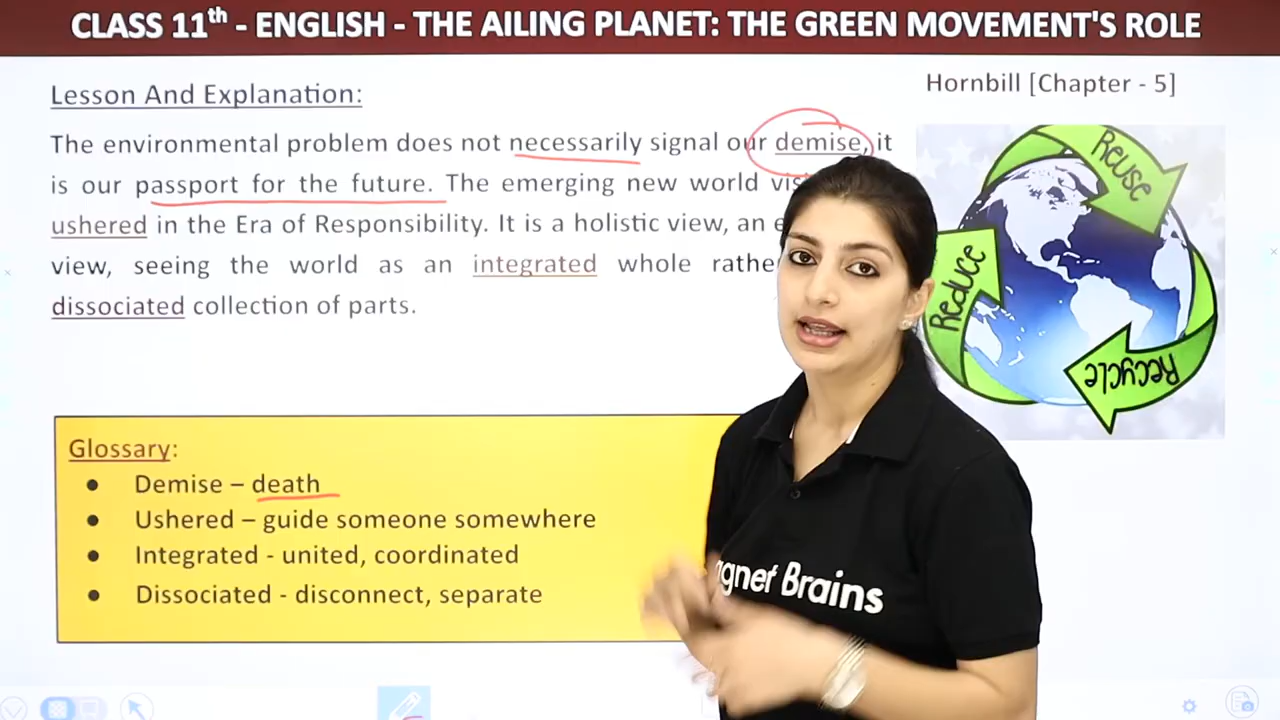 CLASS 11th - ENGLISH - THE AILING PLANET: THE GREEN MOVEMENT'S ROLE
Lesson And Explanation:
Hornbill [Chapter - 5]
The environmental problem does not necessarily signal our demise, it
is our passport for the future. The emerging new world
ushered in the Era of Responsibility. It is a holistic view, an
view, seeing the world as an integrated whole
dissociated collection of parts.
Reuse
Reduce
Recycle
Glossary:
● Demise – death
● Ushered – guide someone somewhere
● Integrated - united, coordinated
● Dissociated - disconnect, separate
Brains